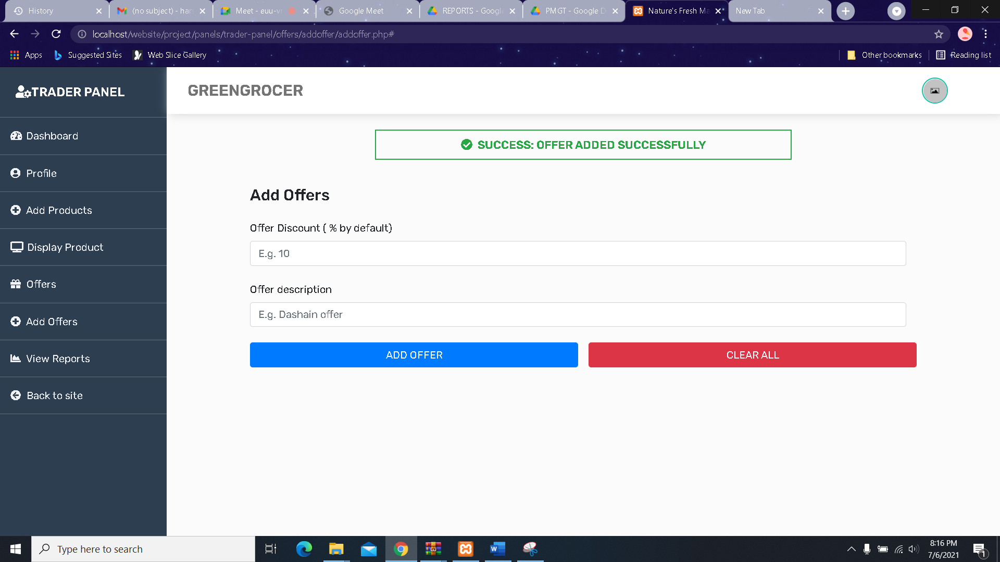 History
(no subject) - har
Meet - euu-vr
Google Meet
REPORTS - Google
PMGT - Google D
Nature's Fresh Ma
New Tab
localhost/website/project/panels/trader-panel/offers/addoffer/addoffer.php#
Apps
Suggested Sites
Web Slice Gallery
Other bookmarks
Reading list
TRADER PANEL
GREENGROCER
Dashboard
Profile
Add Products
Display Product
Offers
Add Offers
View Reports
Back to site
SUCCESS: OFFER ADDED SUCCESSFULLY
Add Offers
Offer Discount ( % by default)
E.g. 10
Offer description
E.g. Dashain offer
ADD OFFER
CLEAR ALL
Type here to search
8:16 PM
7/6/2021
1